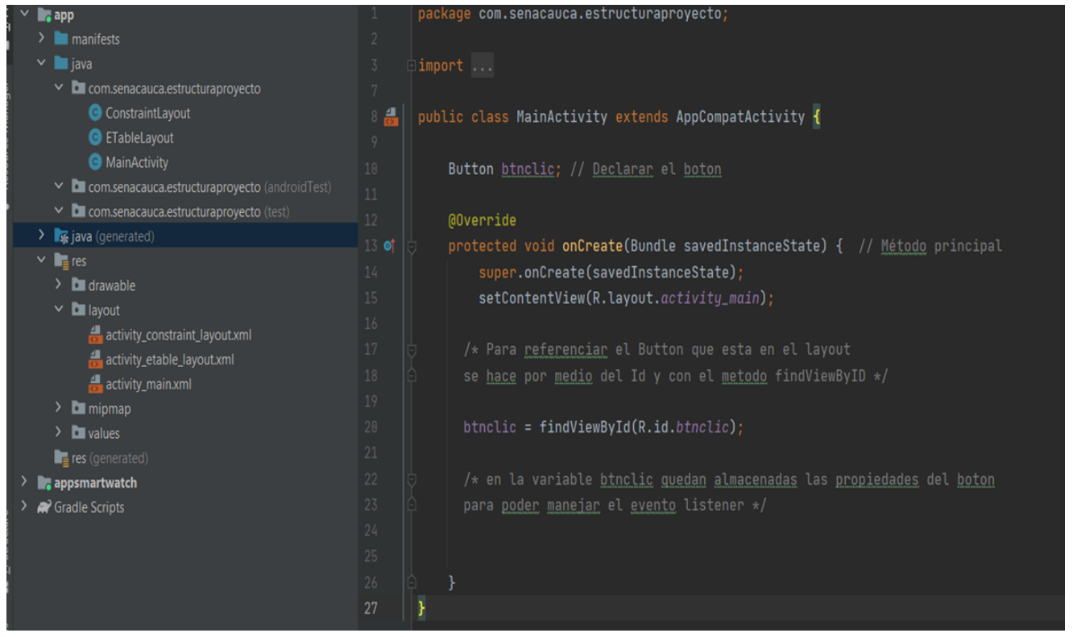 app
manifests
java
com.senacauca.estructuraproyecto
ConstraintLayout
ETableLayout
MainActivity
com.senacauca.estructuraproyecto (androidTest)
com.senacauca.estructuraproyecto (test)
java (generated)
res
drawable
layout
activity_constraint_layout.xml
activity_etable_layout.xml
activity_main.xml
mipmap
values
res (generated)
appsmartwatch
Gradle Scripts
1 package com.senacauca.estructuraproyecto;
2
3 import ...
7
8 public class MainActivity extends AppCompatActivity {
9
10 Button btnclic; // Declarar el boton
11
12 @Override
13 protected void onCreate(Bundle savedInstanceState) { // Método principal
14 super.onCreate(savedInstanceState);
15 setContentView(R.layout.activity_main);
16
17 /* Para referenciar el Button que esta en el layout
18 se hace por medio del Id y con el metodo findViewByID */
19
20 btnclic = findViewById(R.id.btnclic);
21
22 /* en la variable btnclic quedan almacenadas las propiedades del boton
23 para poder manejar el evento listener */
24
25
26 }
27 }